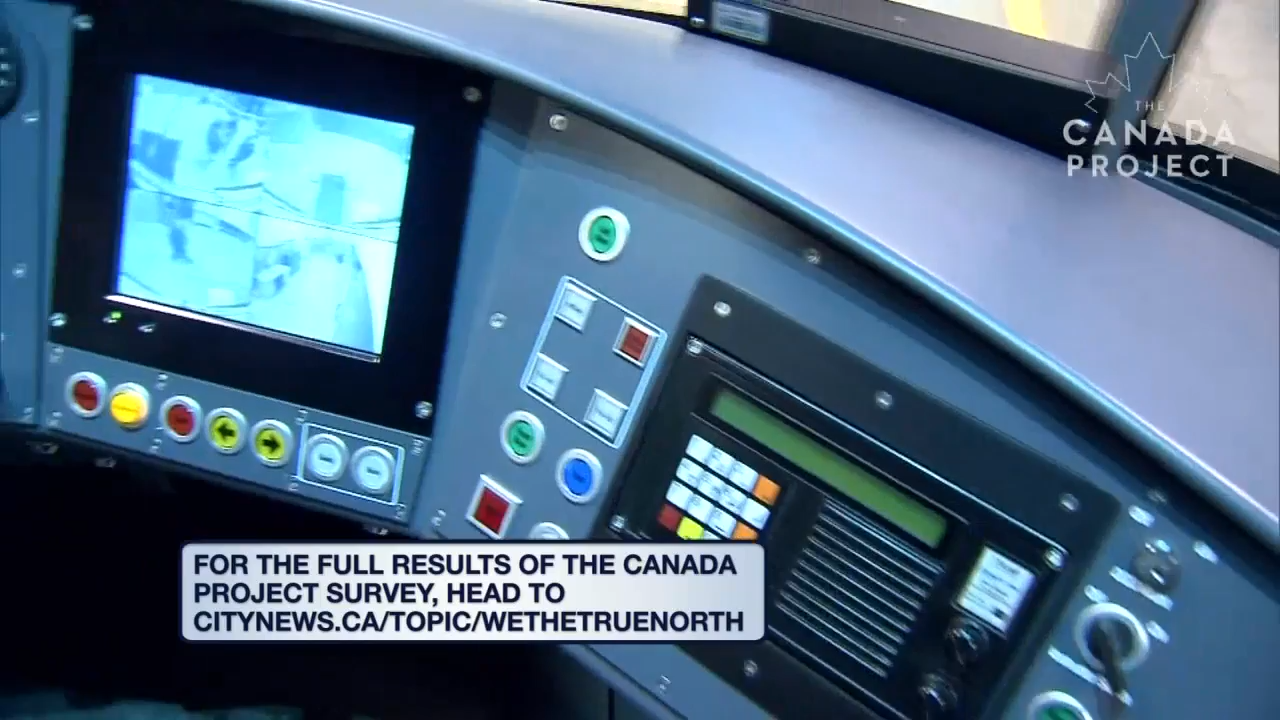 THE
CANADA
PROJECT
FOR THE FULL RESULTS OF THE CANADA
PROJECT SURVEY, HEAD TO
CITYNEWS.CA/TOPIC/WETHETRUENORTH